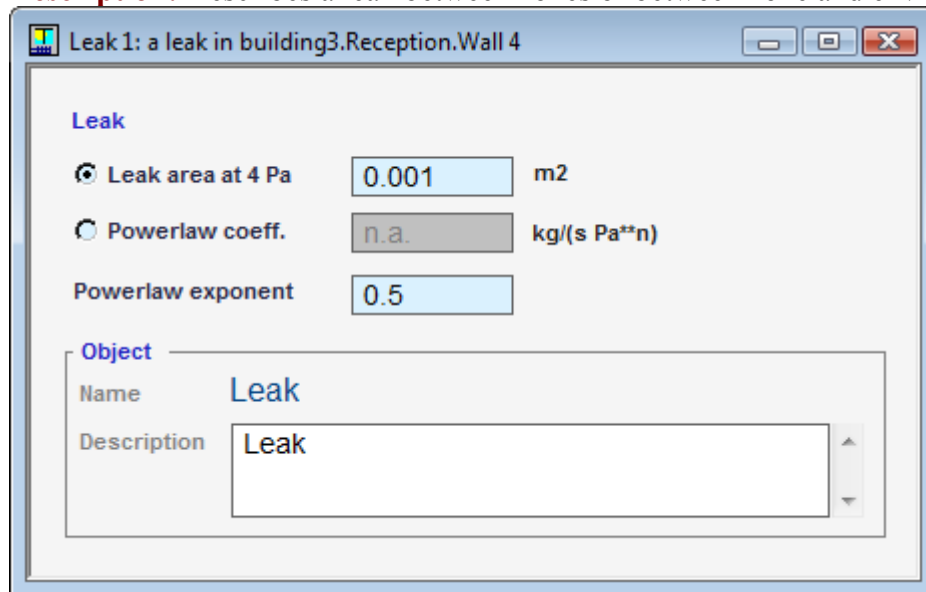 Leak 1: a leak in building3.Reception.Wall 4
Leak
Leak area at 4 Pa 0.001 m2
Powerlaw coeff. n.a. kg/(s Pa**n)
Powerlaw exponent 0.5
Object
Name Leak
Description Leak